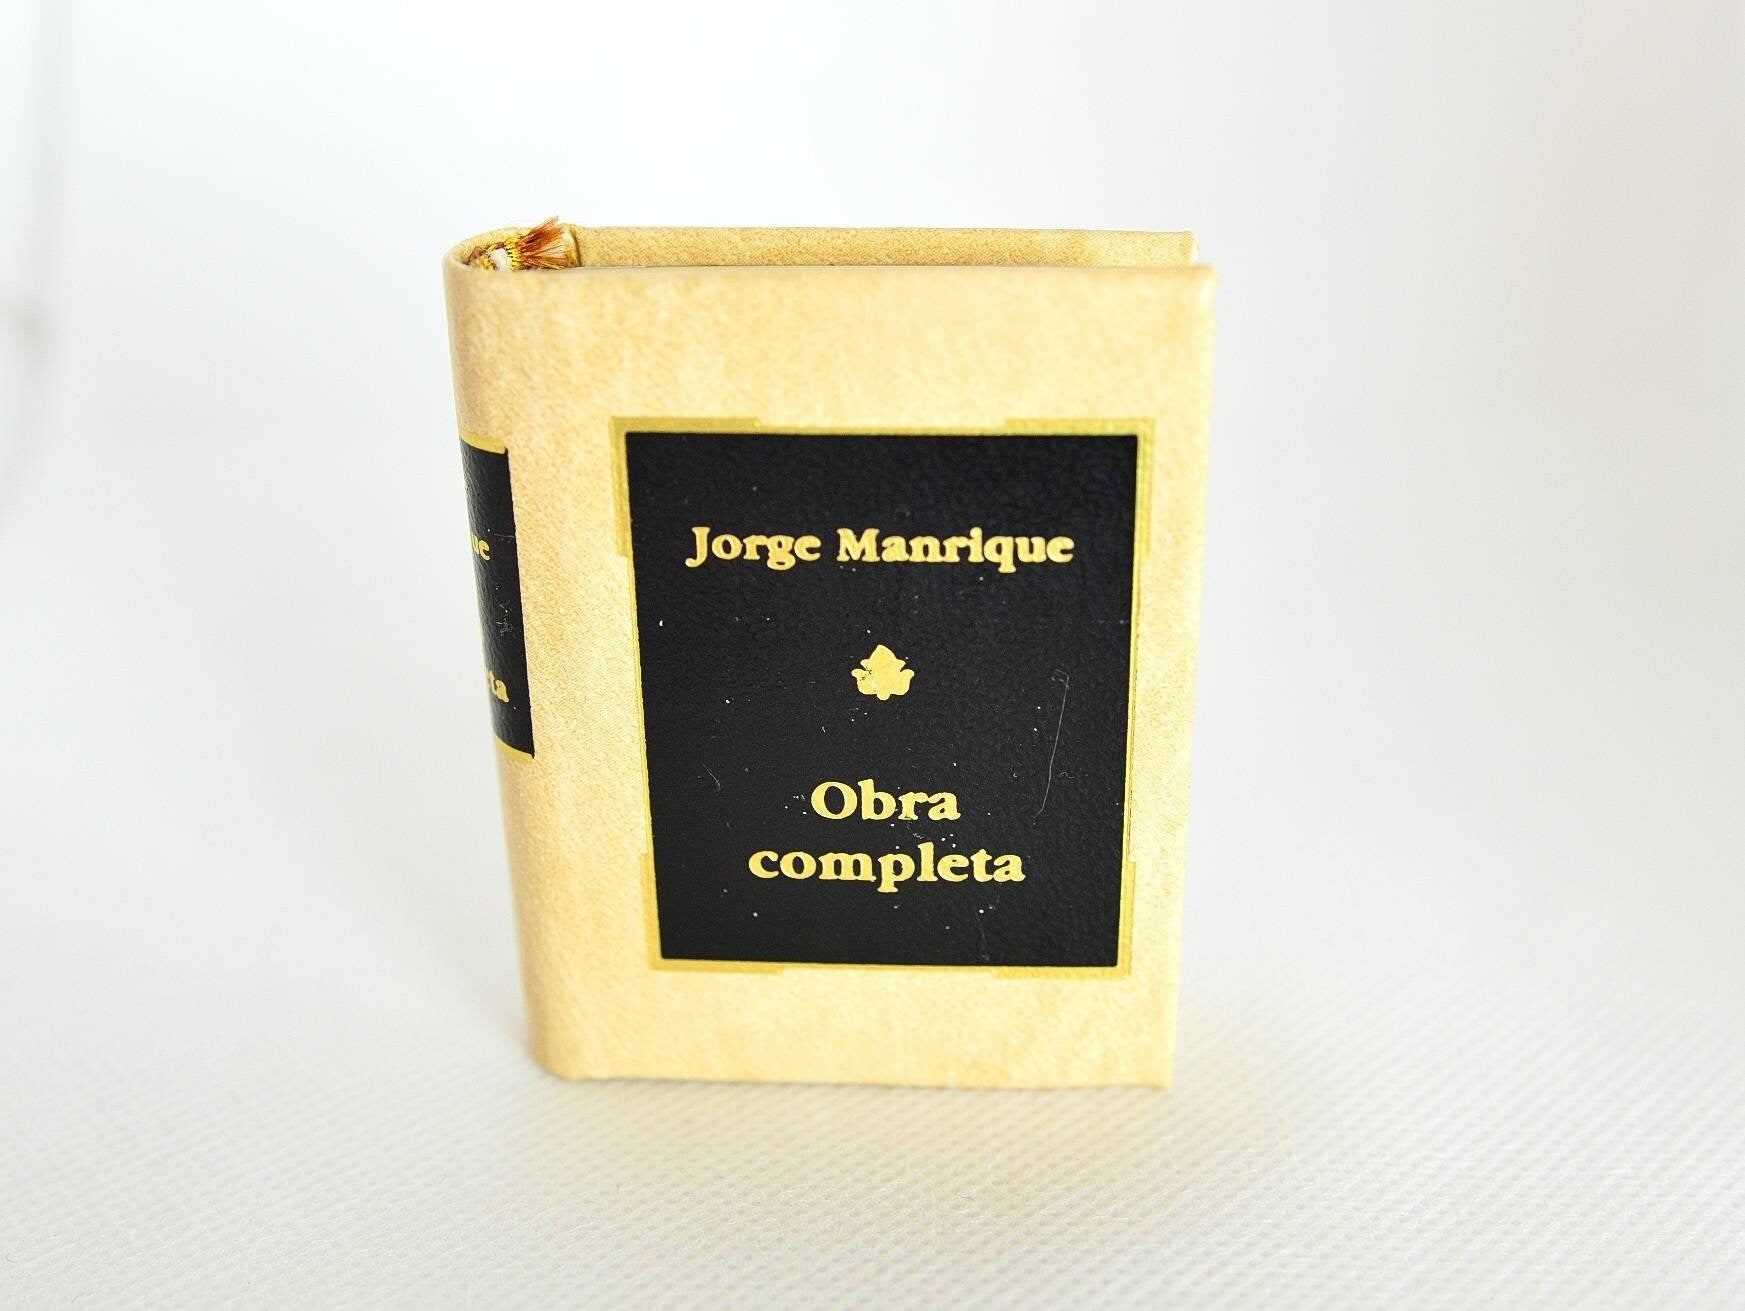 Jorge Manrique
Obra
completa